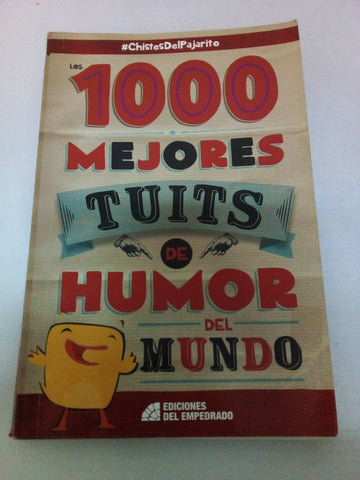 #ChistesDelPajarito
LOS
1000
MEJORES
TUITS
DE
HUMOR
DEL
MUNDO
EDICIONES
DEL EMPEDRADO